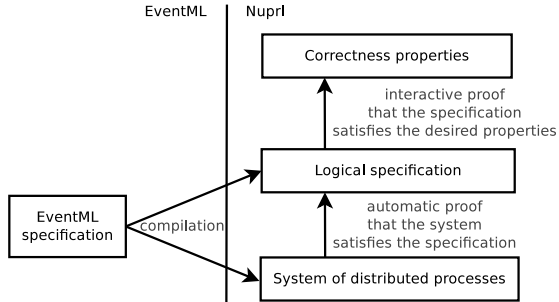 EventML
Nuprl
Correctness properties
interactive proof
that the specification
satisfies the desired properties
Logical specification
EventML
specification
compilation
automatic proof
that the system
satisfies the specification
System of distributed processes